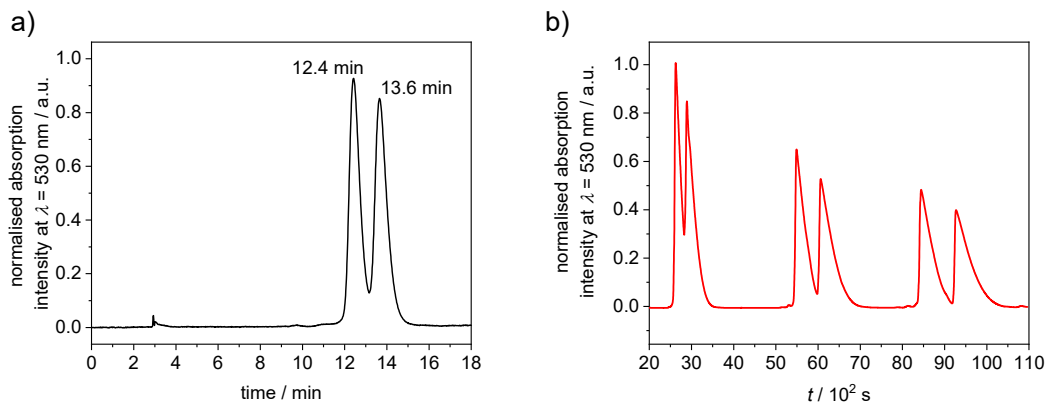 a)
normalised absorption
intensity at λ = 530 nm / a.u.
1.0
0.8
0.6
0.4
0.2
0.0
12.4 min
13.6 min
0 2 4 6 8 10 12 14 16 18
time / min
b)
normalised absorption
intensity at λ = 530 nm / a.u.
1.0
0.8
0.6
0.4
0.2
0.0
20 30 40 50 60 70 80 90 100 110
t / 10² s